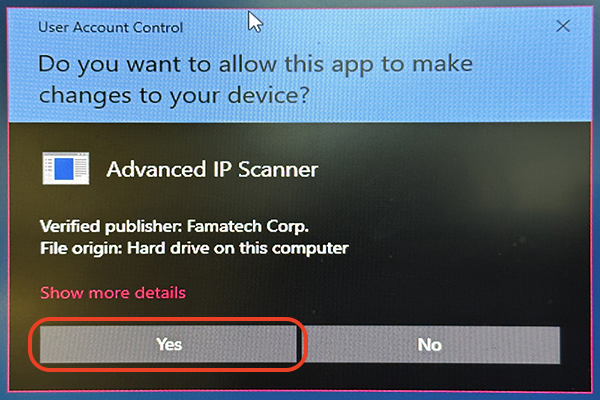 User Account Control
Do you want to allow this app to make
changes to your device?
Advanced IP Scanner
Verified publisher: Famatech Corp.
File origin: Hard drive on this computer
Show more details
Yes
No